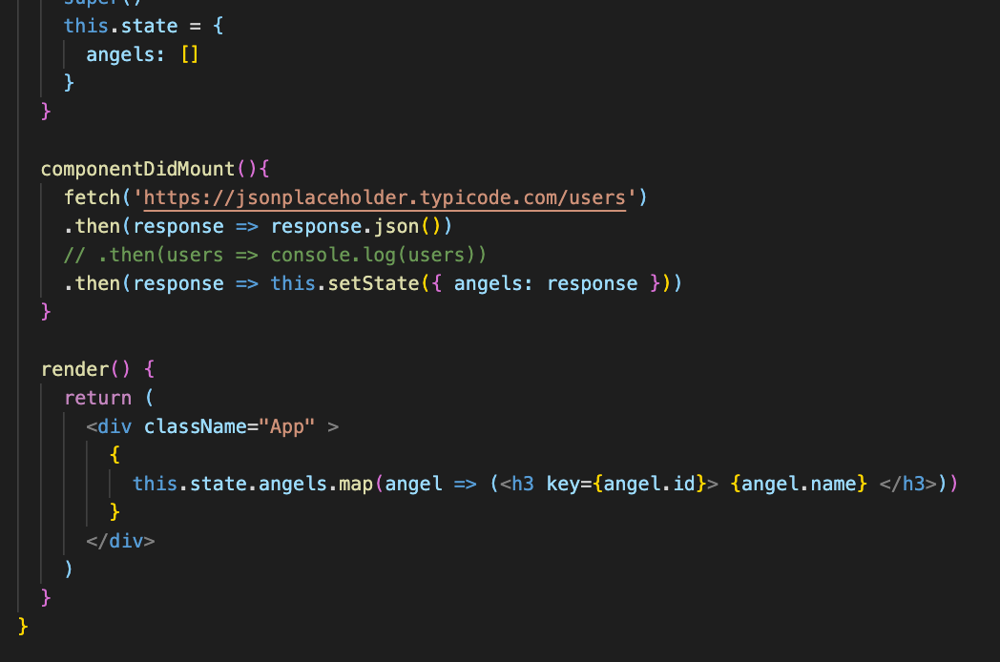 super()
this.state = {
angels: []
}
}
componentDidMount(){
fetch('https://jsonplaceholder.typicode.com/users')
.then(response => response.json())
// .then(users => console.log(users))
.then(response => this.setState({ angels: response }))
}
render() {
return (
<div className="App" >
{
this.state.angels.map(angel => (<h3 key={angel.id}> {angel.name} </h3>))
}
</div>
)
}
}